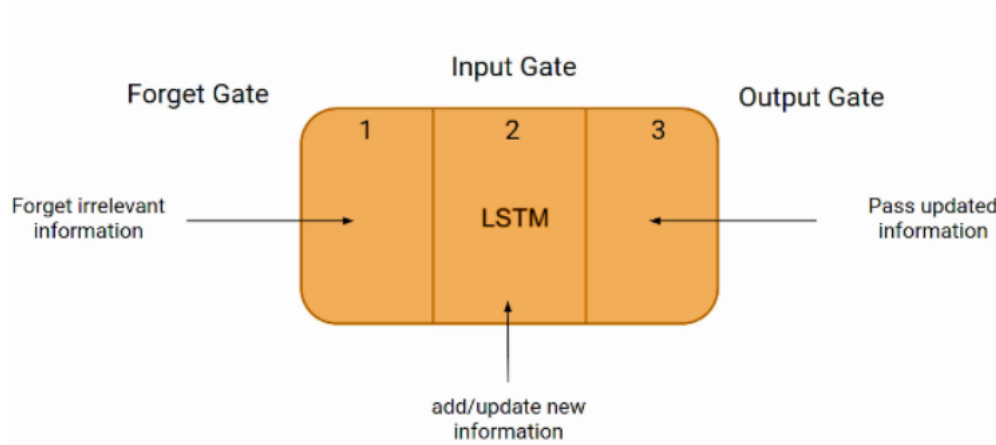 Input Gate
Forget Gate
Output Gate
1
2
3
Forget irrelevant
information
LSTM
Pass updated
information
add/update new
information